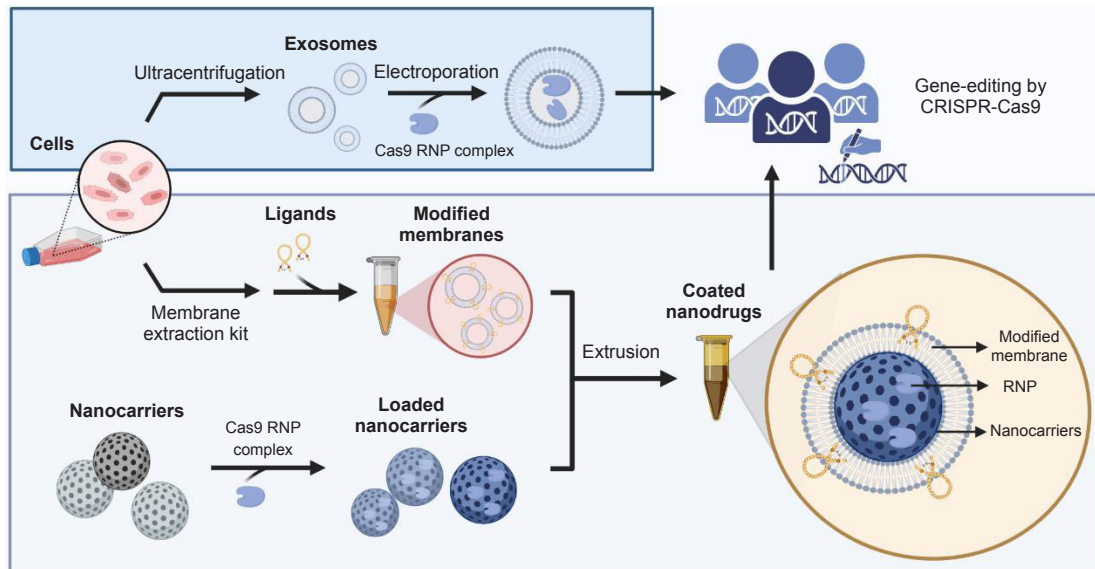 Exosomes
Ultracentrifugation
Electroporation
Cas9 RNP complex
Gene-editing by
CRISPR-Cas9
Cells
Ligands
Modified
membranes
Membrane
extraction kit
Extrusion
Coated
nanodrugs
Modified
membrane
RNP
Nanocarriers
Nanocarriers
Cas9 RNP
complex
Loaded
nanocarriers